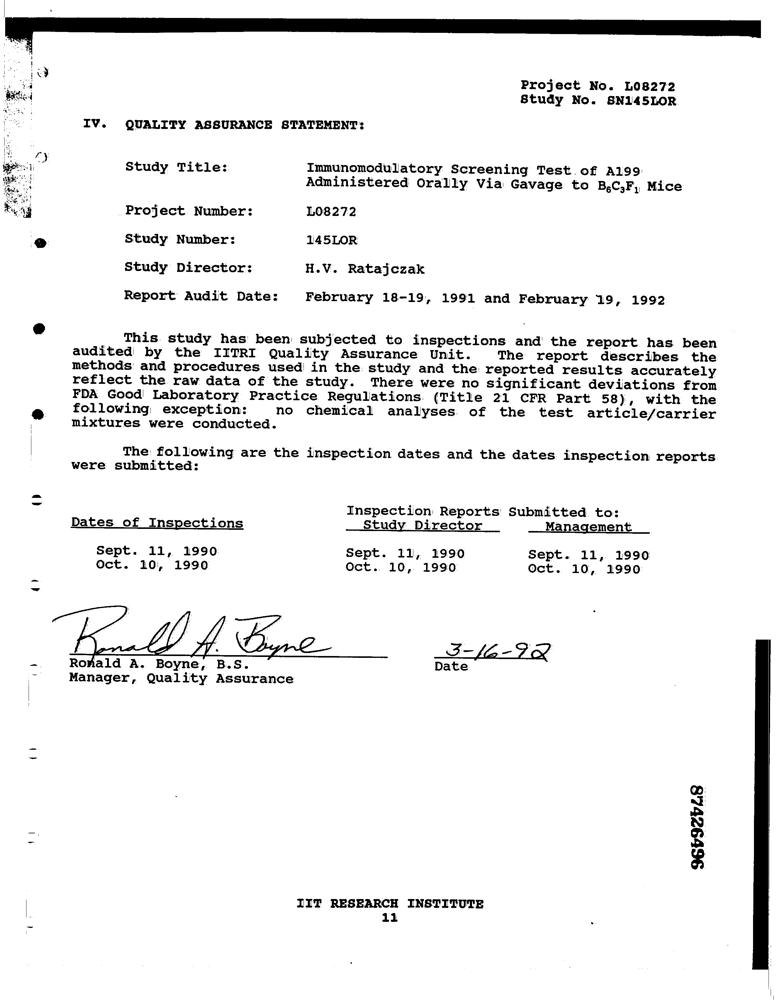 Project No. L08272
Study No. SN145LOR
IV. QUALITY ASSURANCE STATEMENT:
Study Title: Immunomodulatory Screening Test of A199
Administered Orally Via Gavage to B₆C₃F₁ Mice
Project Number: L08272
Study Number: 145LOR
Study Director: H.V. Ratajczak
Report Audit Date: February 18-19, 1991 and February 19, 1992
This study has been subjected to inspections and the report has been
audited by the IITRI Quality Assurance Unit. The report describes the
methods and procedures used in the study and the reported results accurately
reflect the raw data of the study. There were no significant deviations from
FDA Good Laboratory Practice Regulations (Title 21 CFR Part 58), with the
following exception: no chemical analyses of the test article/carrier
mixtures were conducted.
The following are the inspection dates and the dates inspection reports
were submitted:
Inspection Reports Submitted to:
Dates of Inspections Study Director Management
Sept. 11, 1990 Sept. 11, 1990 Sept. 11, 1990
Oct. 10, 1990 Oct. 10, 1990 Oct. 10, 1990
Ronald A. Boyne 3-16-92
Ronald A. Boyne, B.S. Date
Manager, Quality Assurance
87426496
IIT RESEARCH INSTITUTE
11